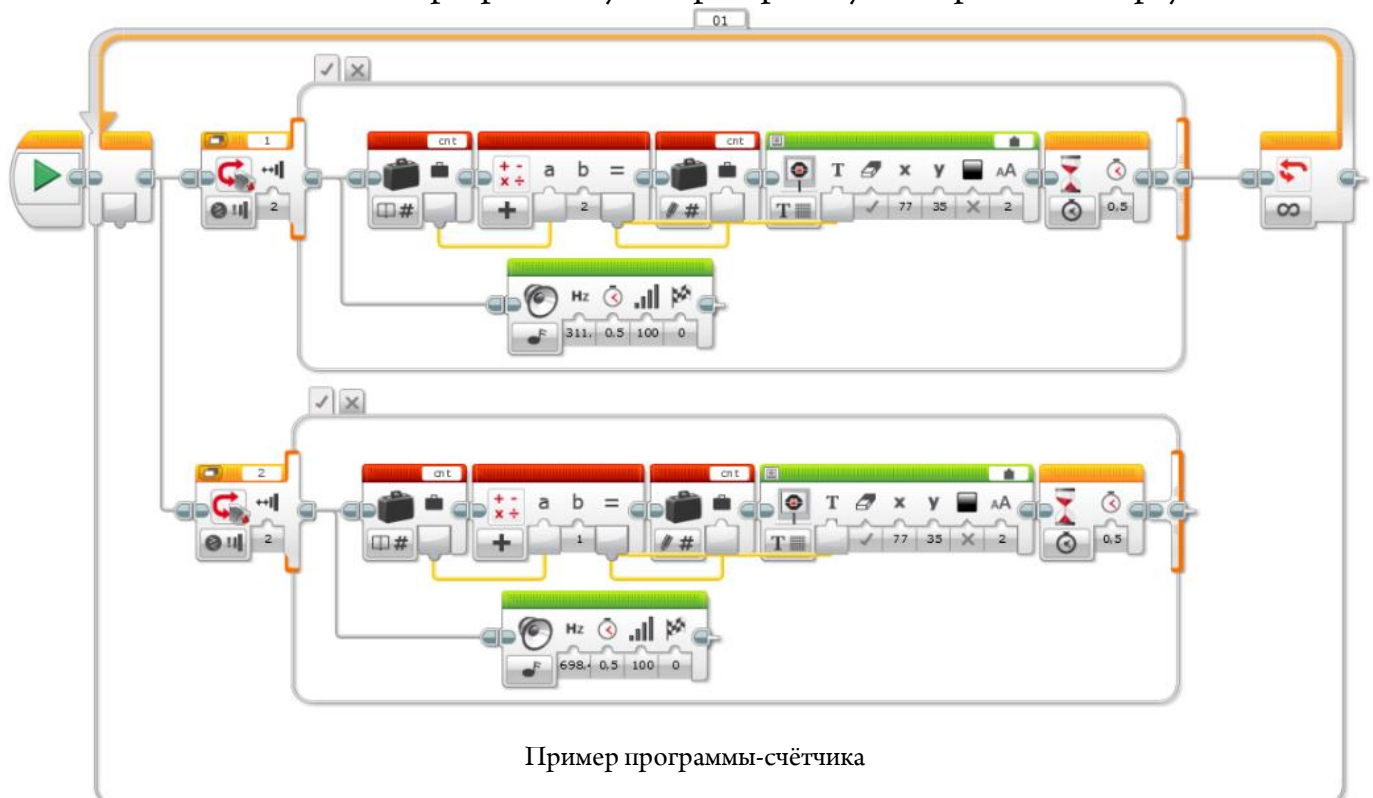 01
1 cnt a b = cnt T x y AA
# 2 2 # T 77 35 2 0,5
Hz
311, 0.5 100 0
2 cnt a b = cnt T x y AA
# 2 1 # T 77 35 2 0,5
Hz
698. 0.5 100 0
Пример программы-счётчика